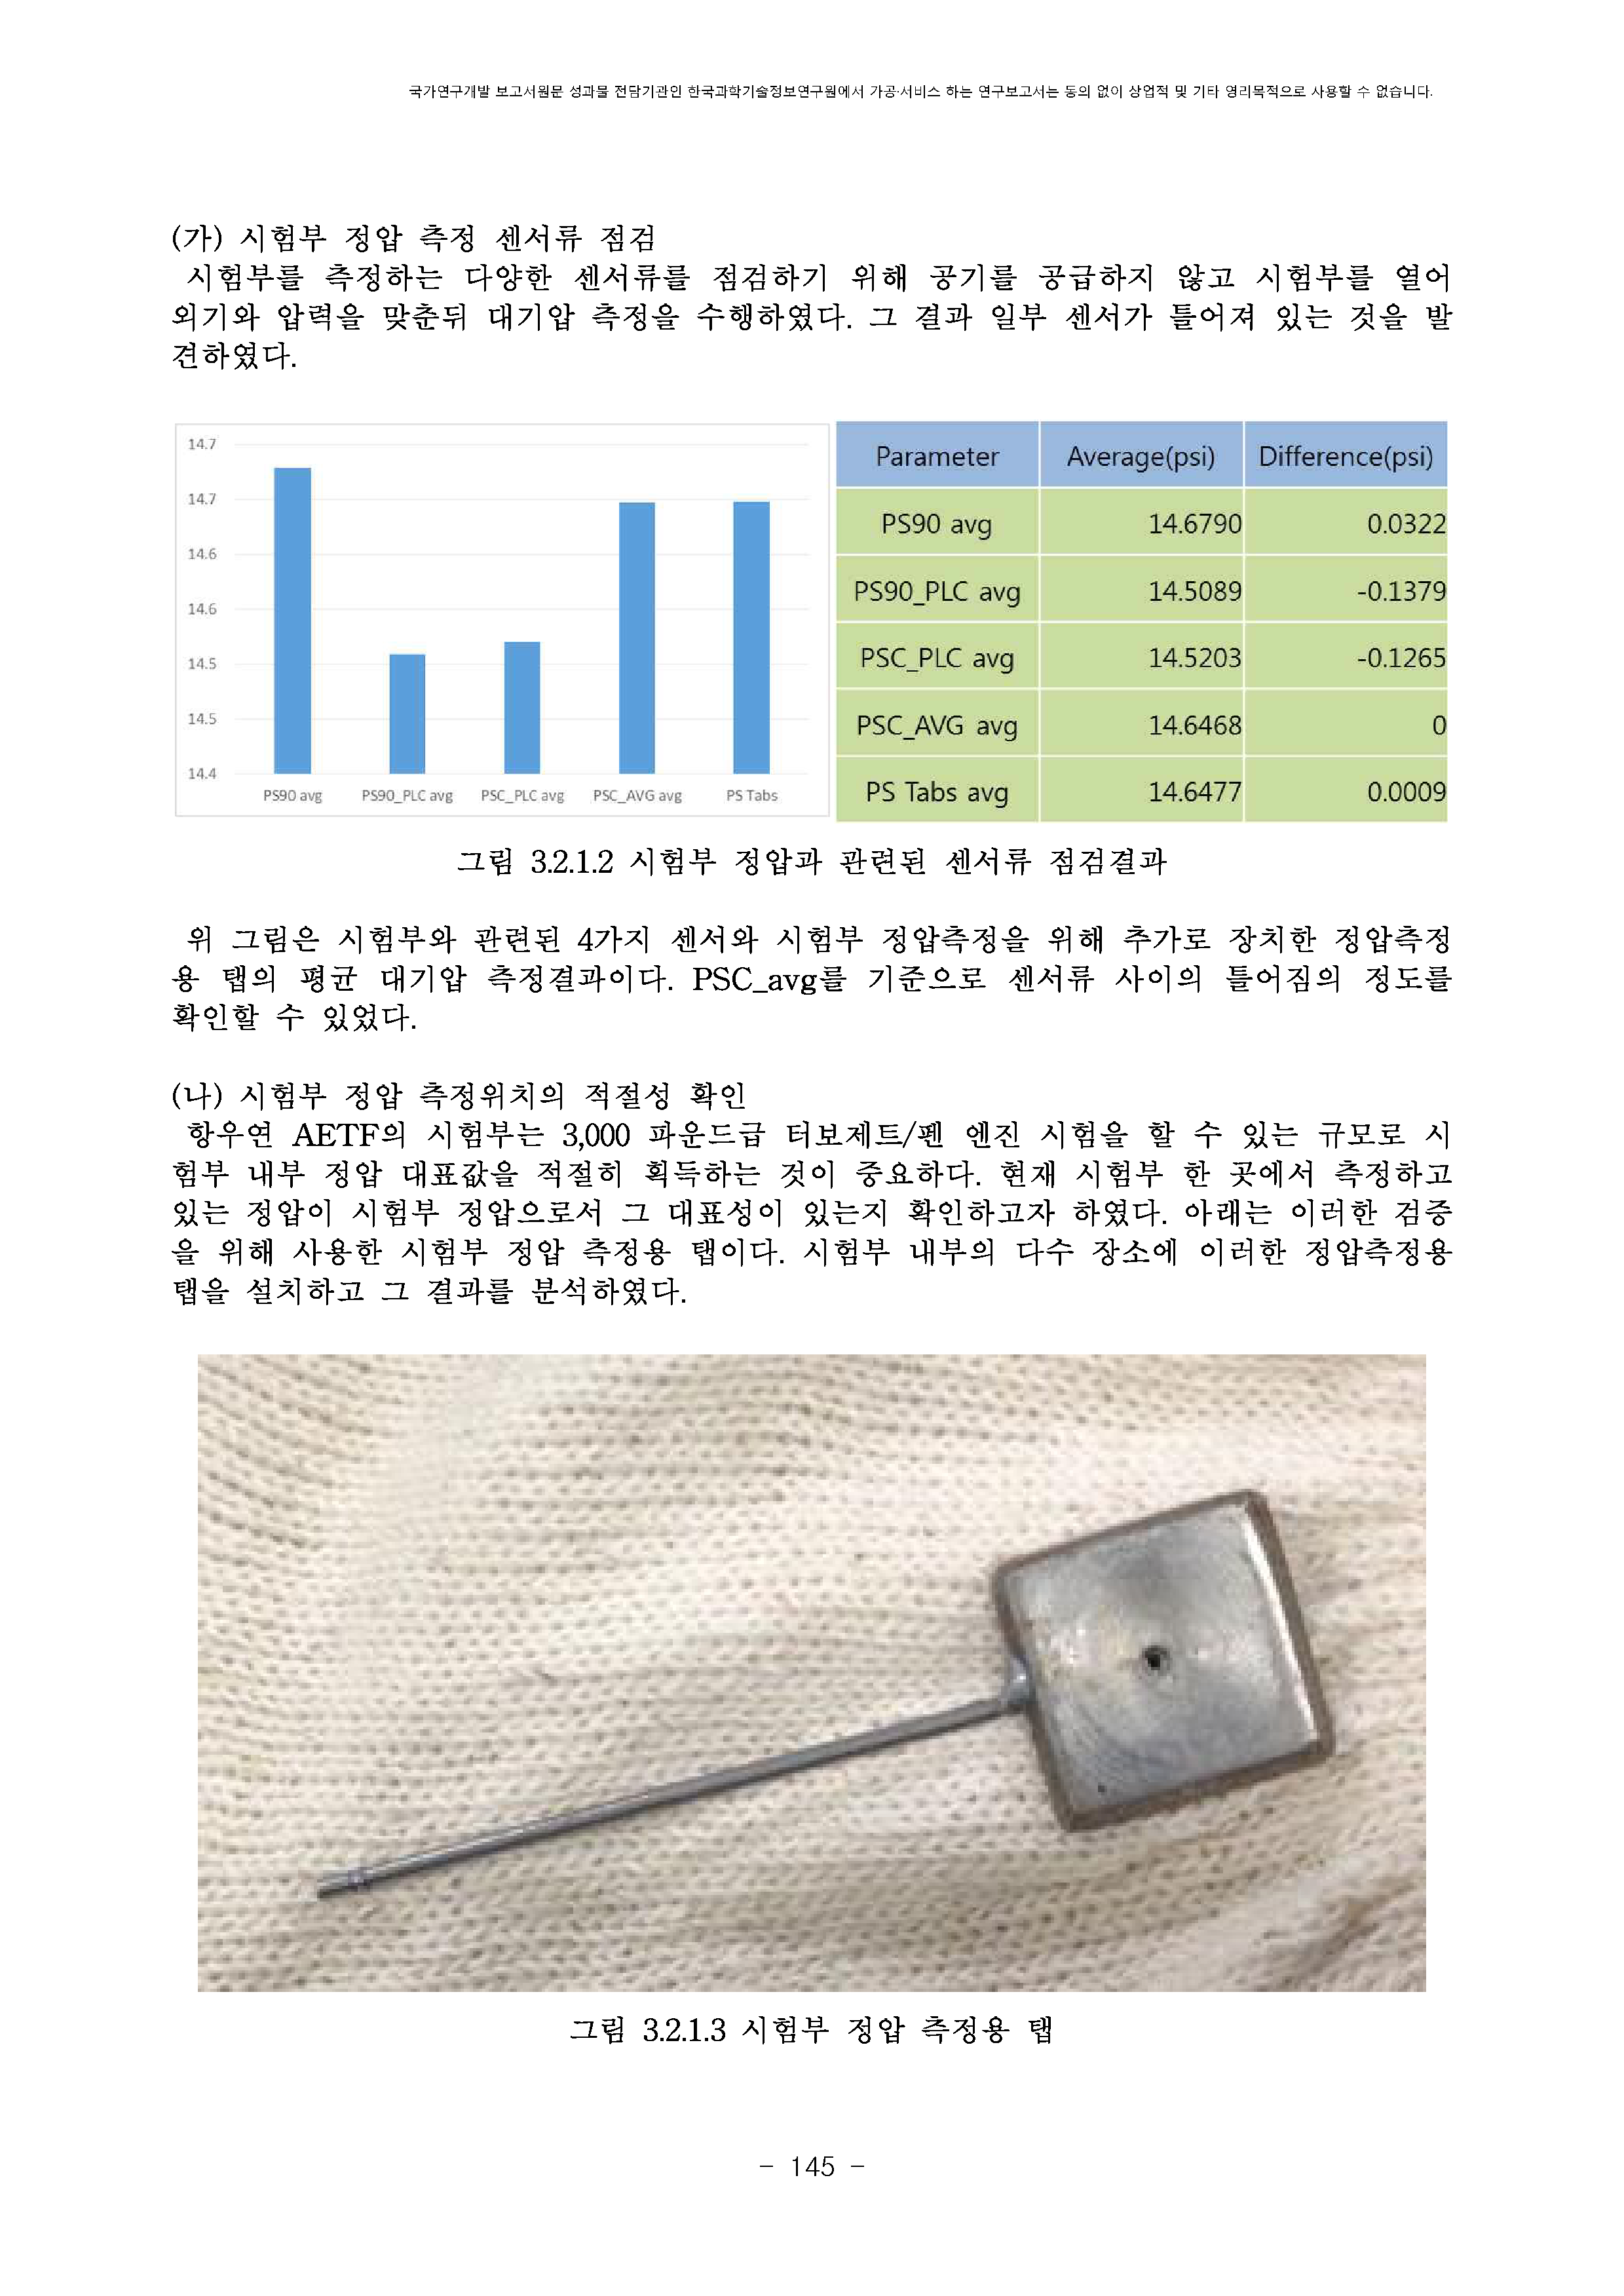 국가연구개발 보고서원문 성과물 전담기관인 한국과학기술정보연구원에서 가공·서비스 하는 연구보고서는 동의 없이 상업적 및 기타 영리목적으로 사용할 수 없습니다.
(가) 시험부 정압 측정 센서류 점검
시험부를 측정하는 다양한 센서류를 점검하기 위해 공기를 공급하지 않고 시험부를 열어
외기와 압력을 맞춘뒤 대기압 측정을 수행하였다. 그 결과 일부 센서가 틀어져 있는 것을 발
견하였다.
14.7
14.7
14.6
14.6
14.5
14.5
14.4
PS90 avg PS90_PLC avg PSC_PLC avg PSC_AVG avg PS Tabs
Parameter Average(psi) Difference(psi)
PS90 avg 14.6790 0.0322
PS90_PLC avg 14.5089 -0.1379
PSC_PLC avg 14.5203 -0.1265
PSC_AVG avg 14.6468 0
PS Tabs avg 14.6477 0.0009
그림 3.2.1.2 시험부 정압과 관련된 센서류 점검결과
위 그림은 시험부와 관련된 4가지 센서와 시험부 정압측정을 위해 추가로 장치한 정압측정
용 탭의 평균 대기압 측정결과이다. PSC_avg를 기준으로 센서류 사이의 틀어짐의 정도를
확인할 수 있었다.
(나) 시험부 정압 측정위치의 적절성 확인
항우연 AETF의 시험부는 3,000 파운드급 터보제트/팬 엔진 시험을 할 수 있는 규모로 시
험부 내부 정압 대표값을 적절히 획득하는 것이 중요하다. 현재 시험부 한 곳에서 측정하고
있는 정압이 시험부 정압으로서 그 대표성이 있는지 확인하고자 하였다. 아래는 이러한 검증
을 위해 사용한 시험부 정압 측정용 탭이다. 시험부 내부의 다수 장소에 이러한 정압측정용
탭을 설치하고 그 결과를 분석하였다.
그림 3.2.1.3 시험부 정압 측정용 탭
- 145 -